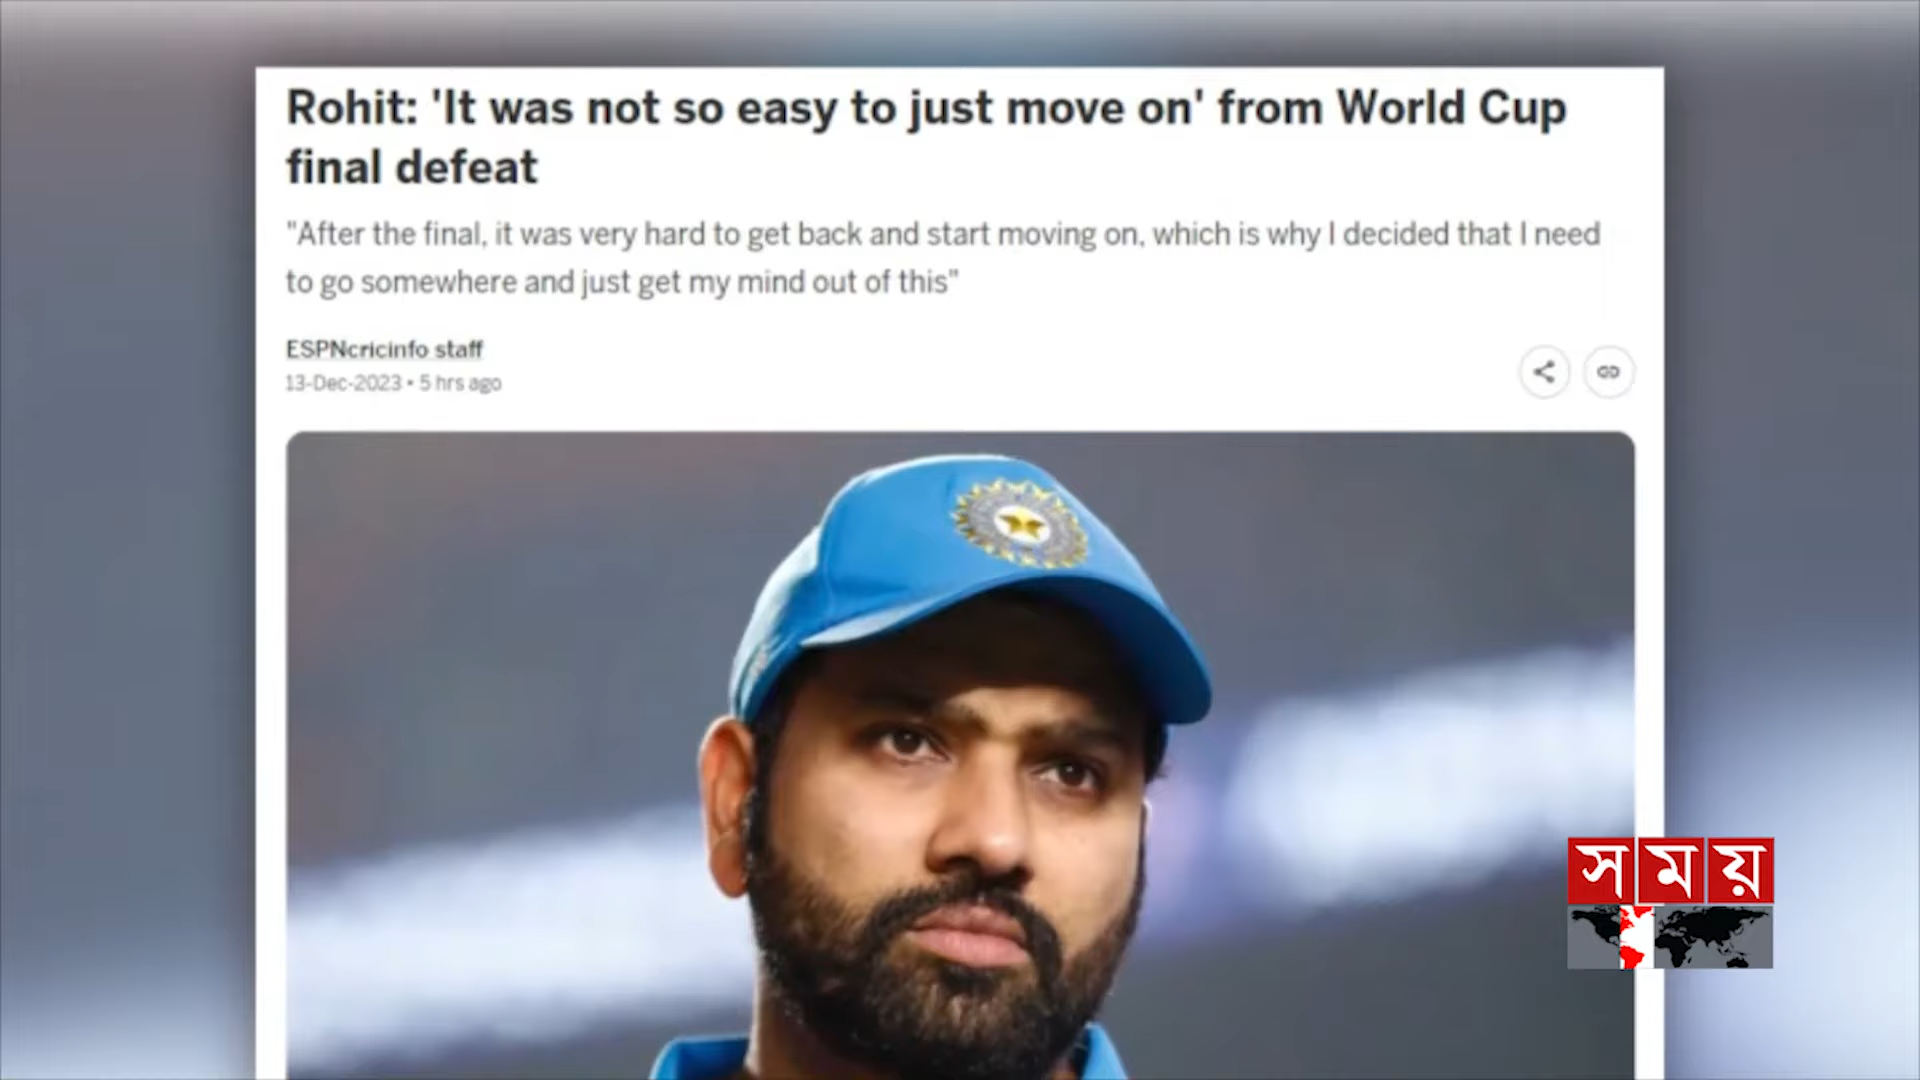 Rohit: 'It was not so easy to just move on' from World Cup
final defeat
"After the final, it was very hard to get back and start moving on, which is why I decided that I need
to go somewhere and just get my mind out of this"
ESPNcricinfo staff
13-Dec-2023 • 5 hrs ago
সময়